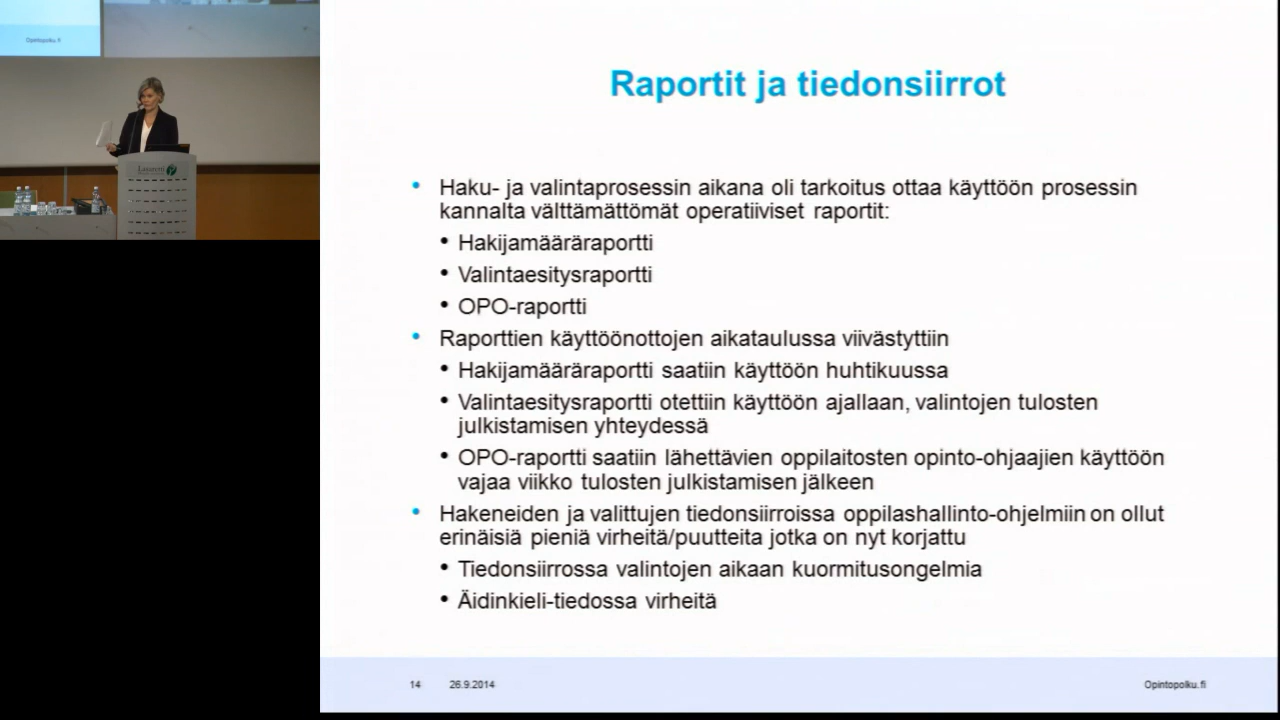 Opintopolku.fi
Laurea
Raportit ja tiedonsiirrot
• Haku- ja valintaprosessin aikana oli tarkoitus ottaa käyttöön prosessin
kannalta välttämättömät operatiiviset raportit:
• Hakijamääräraportti
• Valintaesitysraportti
• OPO-raportti
• Raporttien käyttöönottojen aikataulussa viivästyttiin
• Hakijamääräraportti saatiin käyttöön huhtikuussa
• Valintaesitysraportti otettiin käyttöön ajallaan, valintojen tulosten
julkistamisen yhteydessä
• OPO-raportti saatiin lähettävien oppilaitosten opinto-ohjaajien käyttöön
vajaa viikko tulosten julkistamisen jälkeen
• Hakeneiden ja valittujen tiedonsiirroissa oppilashallinto-ohjelmiin on ollut
erinäisiä pieniä virheitä/puutteita jotka on nyt korjattu
• Tiedonsiirrossa valintojen aikaan kuormitusongelmia
• Äidinkieli-tiedossa virheitä
14 26.9.2014 Opintopolku.fi